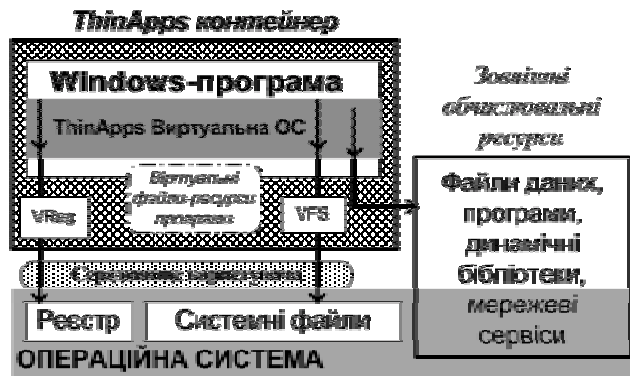 ThinApps контейнер
Windows-програма
ThinApps Виртуальна ОС
Віртуальні
файли-ресурси
програми
VReg
VFS
Зовнішні
обчислювальні
ресурси
Файли даних,
програми,
динамічні
бібліотеки,
мережеві
сервіси
Реєстр
Системні файли
ОПЕРАЦІЙНА СИСТЕМА